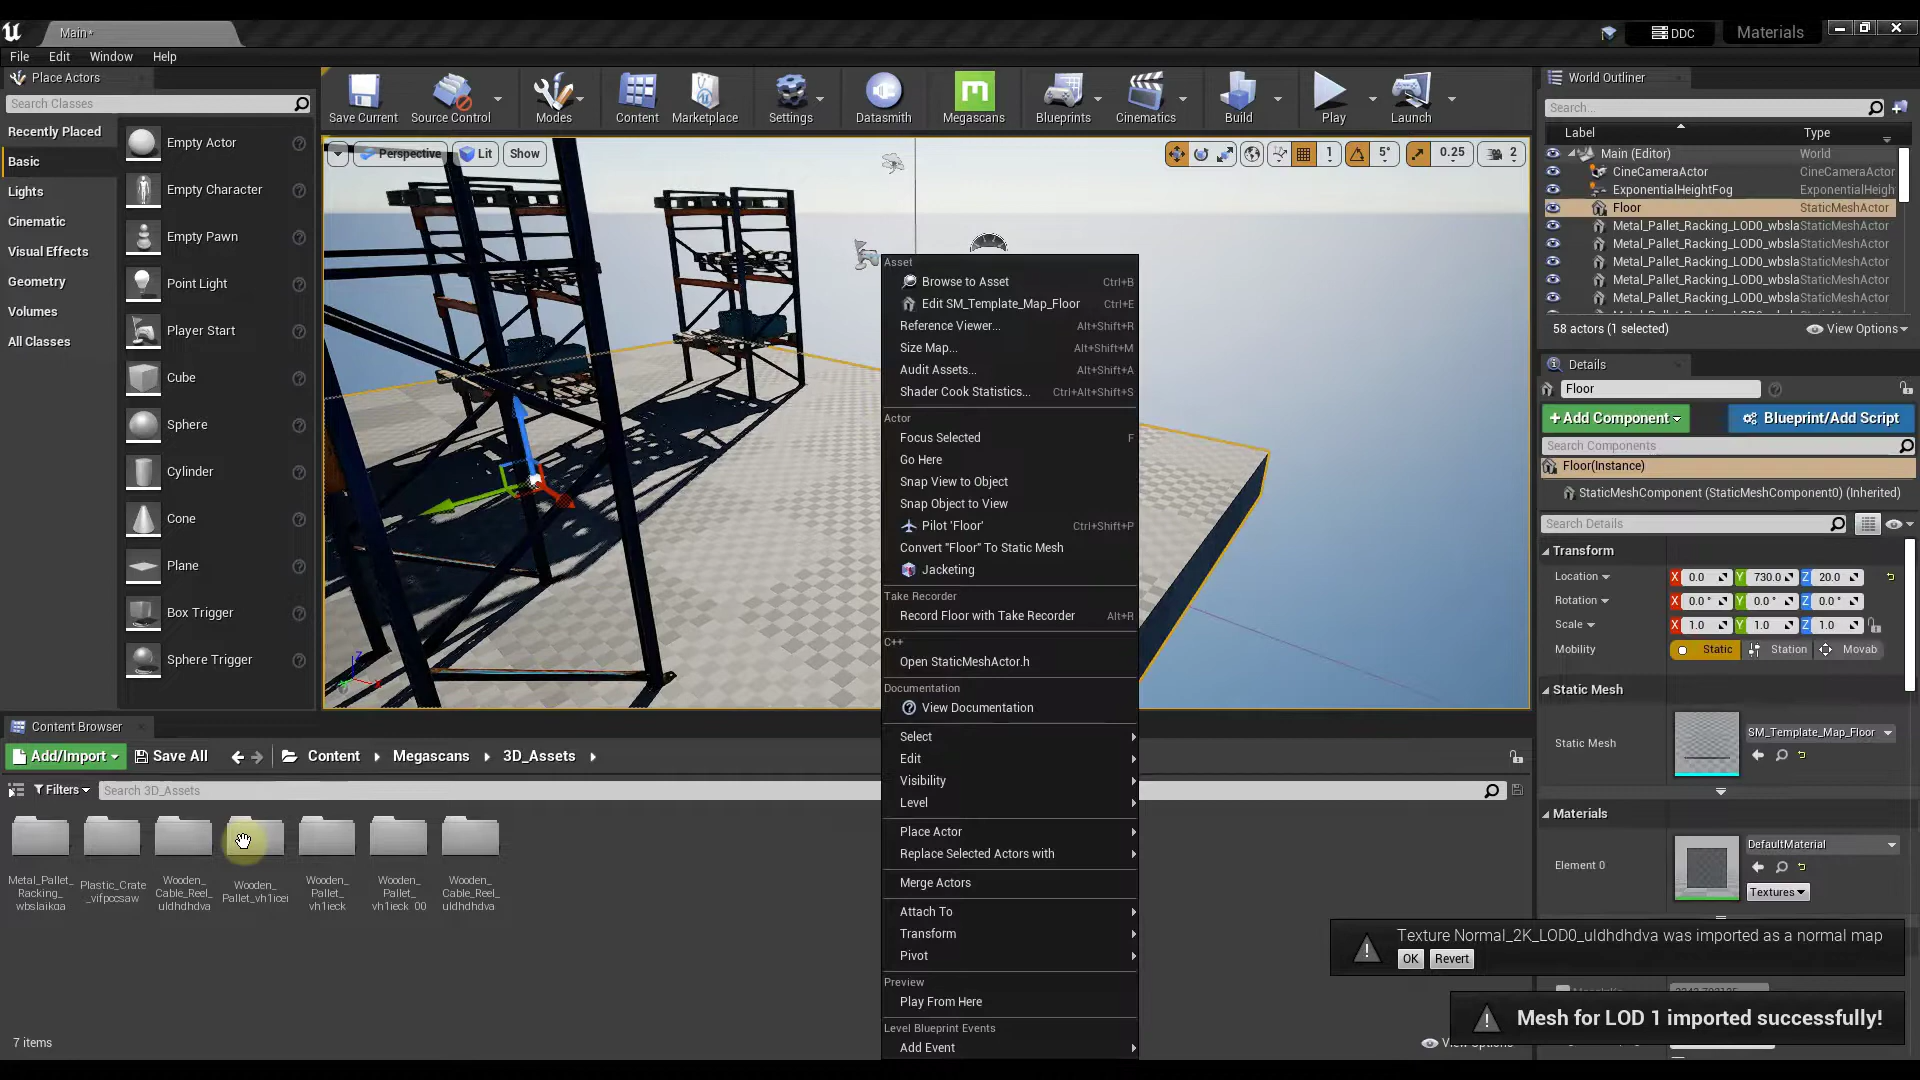 Main*
DDC
Materials
File Edit Window Help
Place Actors
Search Classes
Recently Placed
Basic
Lights
Cinematic
Visual Effects
Geometry
Volumes
All Classes
Empty Actor
Empty Character
Empty Pawn
Point Light
Player Start
Cube
Sphere
Cylinder
Cone
Plane
Box Trigger
Sphere Trigger
Save Current
Source Control
Modes
Content
Marketplace
Settings
Datasmith
Megascans
Blueprints
Cinematics
Build
Play
Launch
Perspective Lit Show
1 5° 0.25 2
Asset
Browse to Asset Ctrl+B
Edit SM_Template_Map_Floor Ctrl+E
Reference Viewer... Alt+Shift+R
Size Map... Alt+Shift+M
Audit Assets... Alt+Shift+A
Shader Cook Statistics... Ctrl+Alt+Shift+S
Actor
Focus Selected F
Go Here
Snap View to Object
Snap Object to View
Pilot 'Floor' Ctrl+Shift+P
Convert "Floor" To Static Mesh
Jacketing
Take Recorder
Record Floor with Take Recorder Alt+R
C++
Open StaticMeshActor.h
Documentation
View Documentation
Select
Edit
Visibility
Level
Place Actor
Replace Selected Actors with
Merge Actors
Attach To
Transform
Pivot
Preview
Play From Here
Level Blueprint Events
Add Event
World Outliner
Search...
Label Type
Main (Editor) World
CineCameraActor CineCameraActor
ExponentialHeightFog ExponentialHeigh
Floor StaticMeshActor
Metal_Pallet_Racking_LOD0_wbsla StaticMeshActor
Metal_Pallet_Racking_LOD0_wbsla StaticMeshActor
Metal_Pallet_Racking_LOD0_wbsla StaticMeshActor
Metal_Pallet_Racking_LOD0_wbsla StaticMeshActor
Metal_Pallet_Racking_LOD0_wbsla StaticMeshActor
58 actors (1 selected) View Options
Details
Floor
+Add Component Blueprint/Add Script
Search Components
Floor(Instance)
StaticMeshComponent (StaticMeshComponent0) (Inherited)
Search Details
Transform
Location X 0.0 Y 730.0 Z 20.0
Rotation X 0.0 ° Y 0.0 ° Z 0.0 °
Scale X 1.0 Y 1.0 Z 1.0
Mobility Static Station Movab
Static Mesh
Static Mesh SM_Template_Map_Floor
Materials
Element 0 DefaultMaterial
Textures
Content Browser
Add/Import Save All Content Megascans 3D_Assets
Filters Search 3D_Assets
Metal_Pallet_
Racking_
wbslaikga
Plastic_Crate
_vifpccsaw
Wooden_
Cable_Reel_
uldhdhdva
Wooden_
Pallet_vh1icei
Wooden_
Pallet_
vh1ieck
Wooden_
Pallet_
vh1ieck_00
Wooden_
Cable_Reel_
uldhdhdva
7 items
Texture Normal_2K_LOD0_uldhdhdva was imported as a normal map
OK Revert
Mesh for LOD 1 imported successfully!